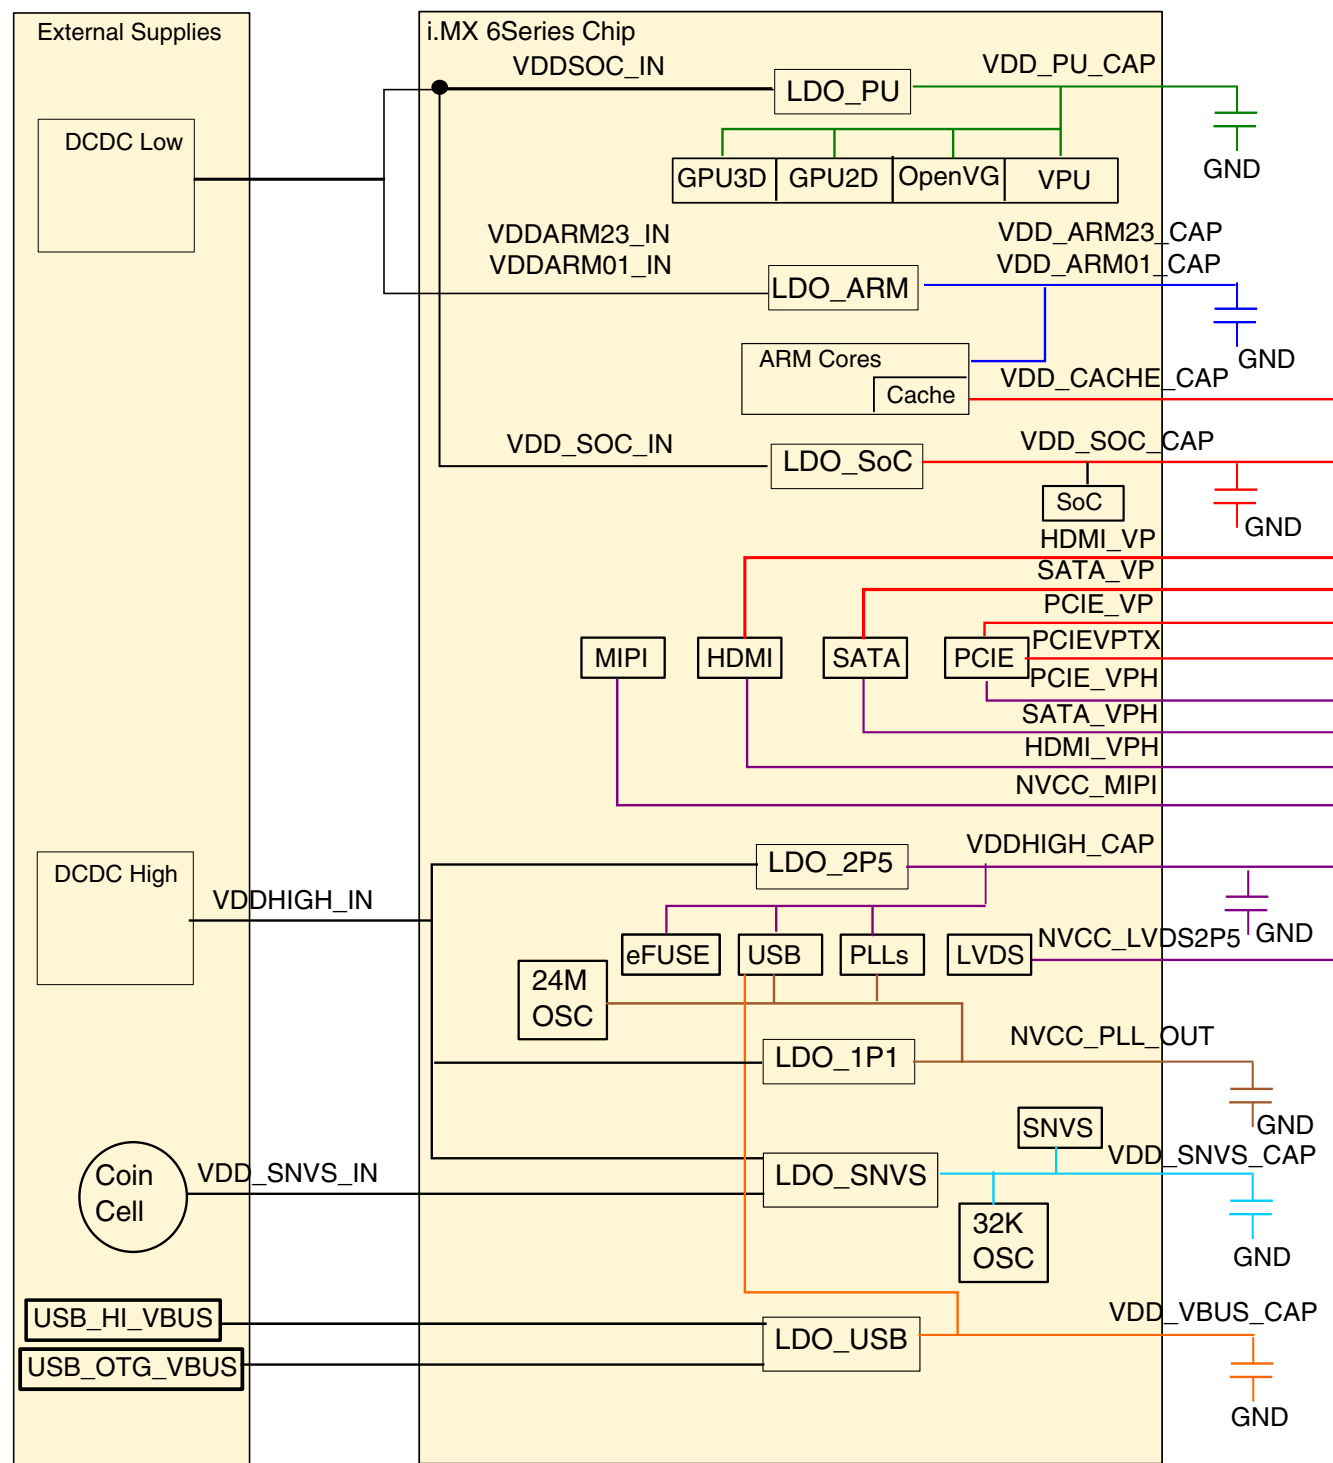 External Supplies
i.MX 6Series Chip
VDDSOC_IN
VDD_PU_CAP
LDO_PU
DCDC Low
GND
GPU3D
GPU2D
OpenVG
VPU
VDDARM23_IN
VDD_ARM23_CAP
VDDARM01_IN
VDD_ARM01_CAP
LDO_ARM
GND
ARM Cores
VDD_CACHE_CAP
Cache
VDD_SOC_IN
VDD_SOC_CAP
LDO_SoC
SoC
GND
HDMI_VP
SATA_VP
PCIE_VP
PCIEVPTX
MIPI
HDMI
SATA
PCIE
PCIE_VPH
SATA_VPH
HDMI_VPH
NVCC_MIPI
VDDHIGH_CAP
LDO_2P5
DCDC High
VDDHIGH_IN
GND
NVCC_LVDS2P5
eFUSE
USB
PLLs
LVDS
24M
OSC
NVCC_PLL_OUT
LDO_1P1
GND
SNVS
VDD_SNVS_CAP
Coin
Cell
VDD_SNVS_IN
LDO_SNVS
32K
OSC
GND
USB_HI_VBUS
VDD_VBUS_CAP
LDO_USB
USB_OTG_VBUS
GND